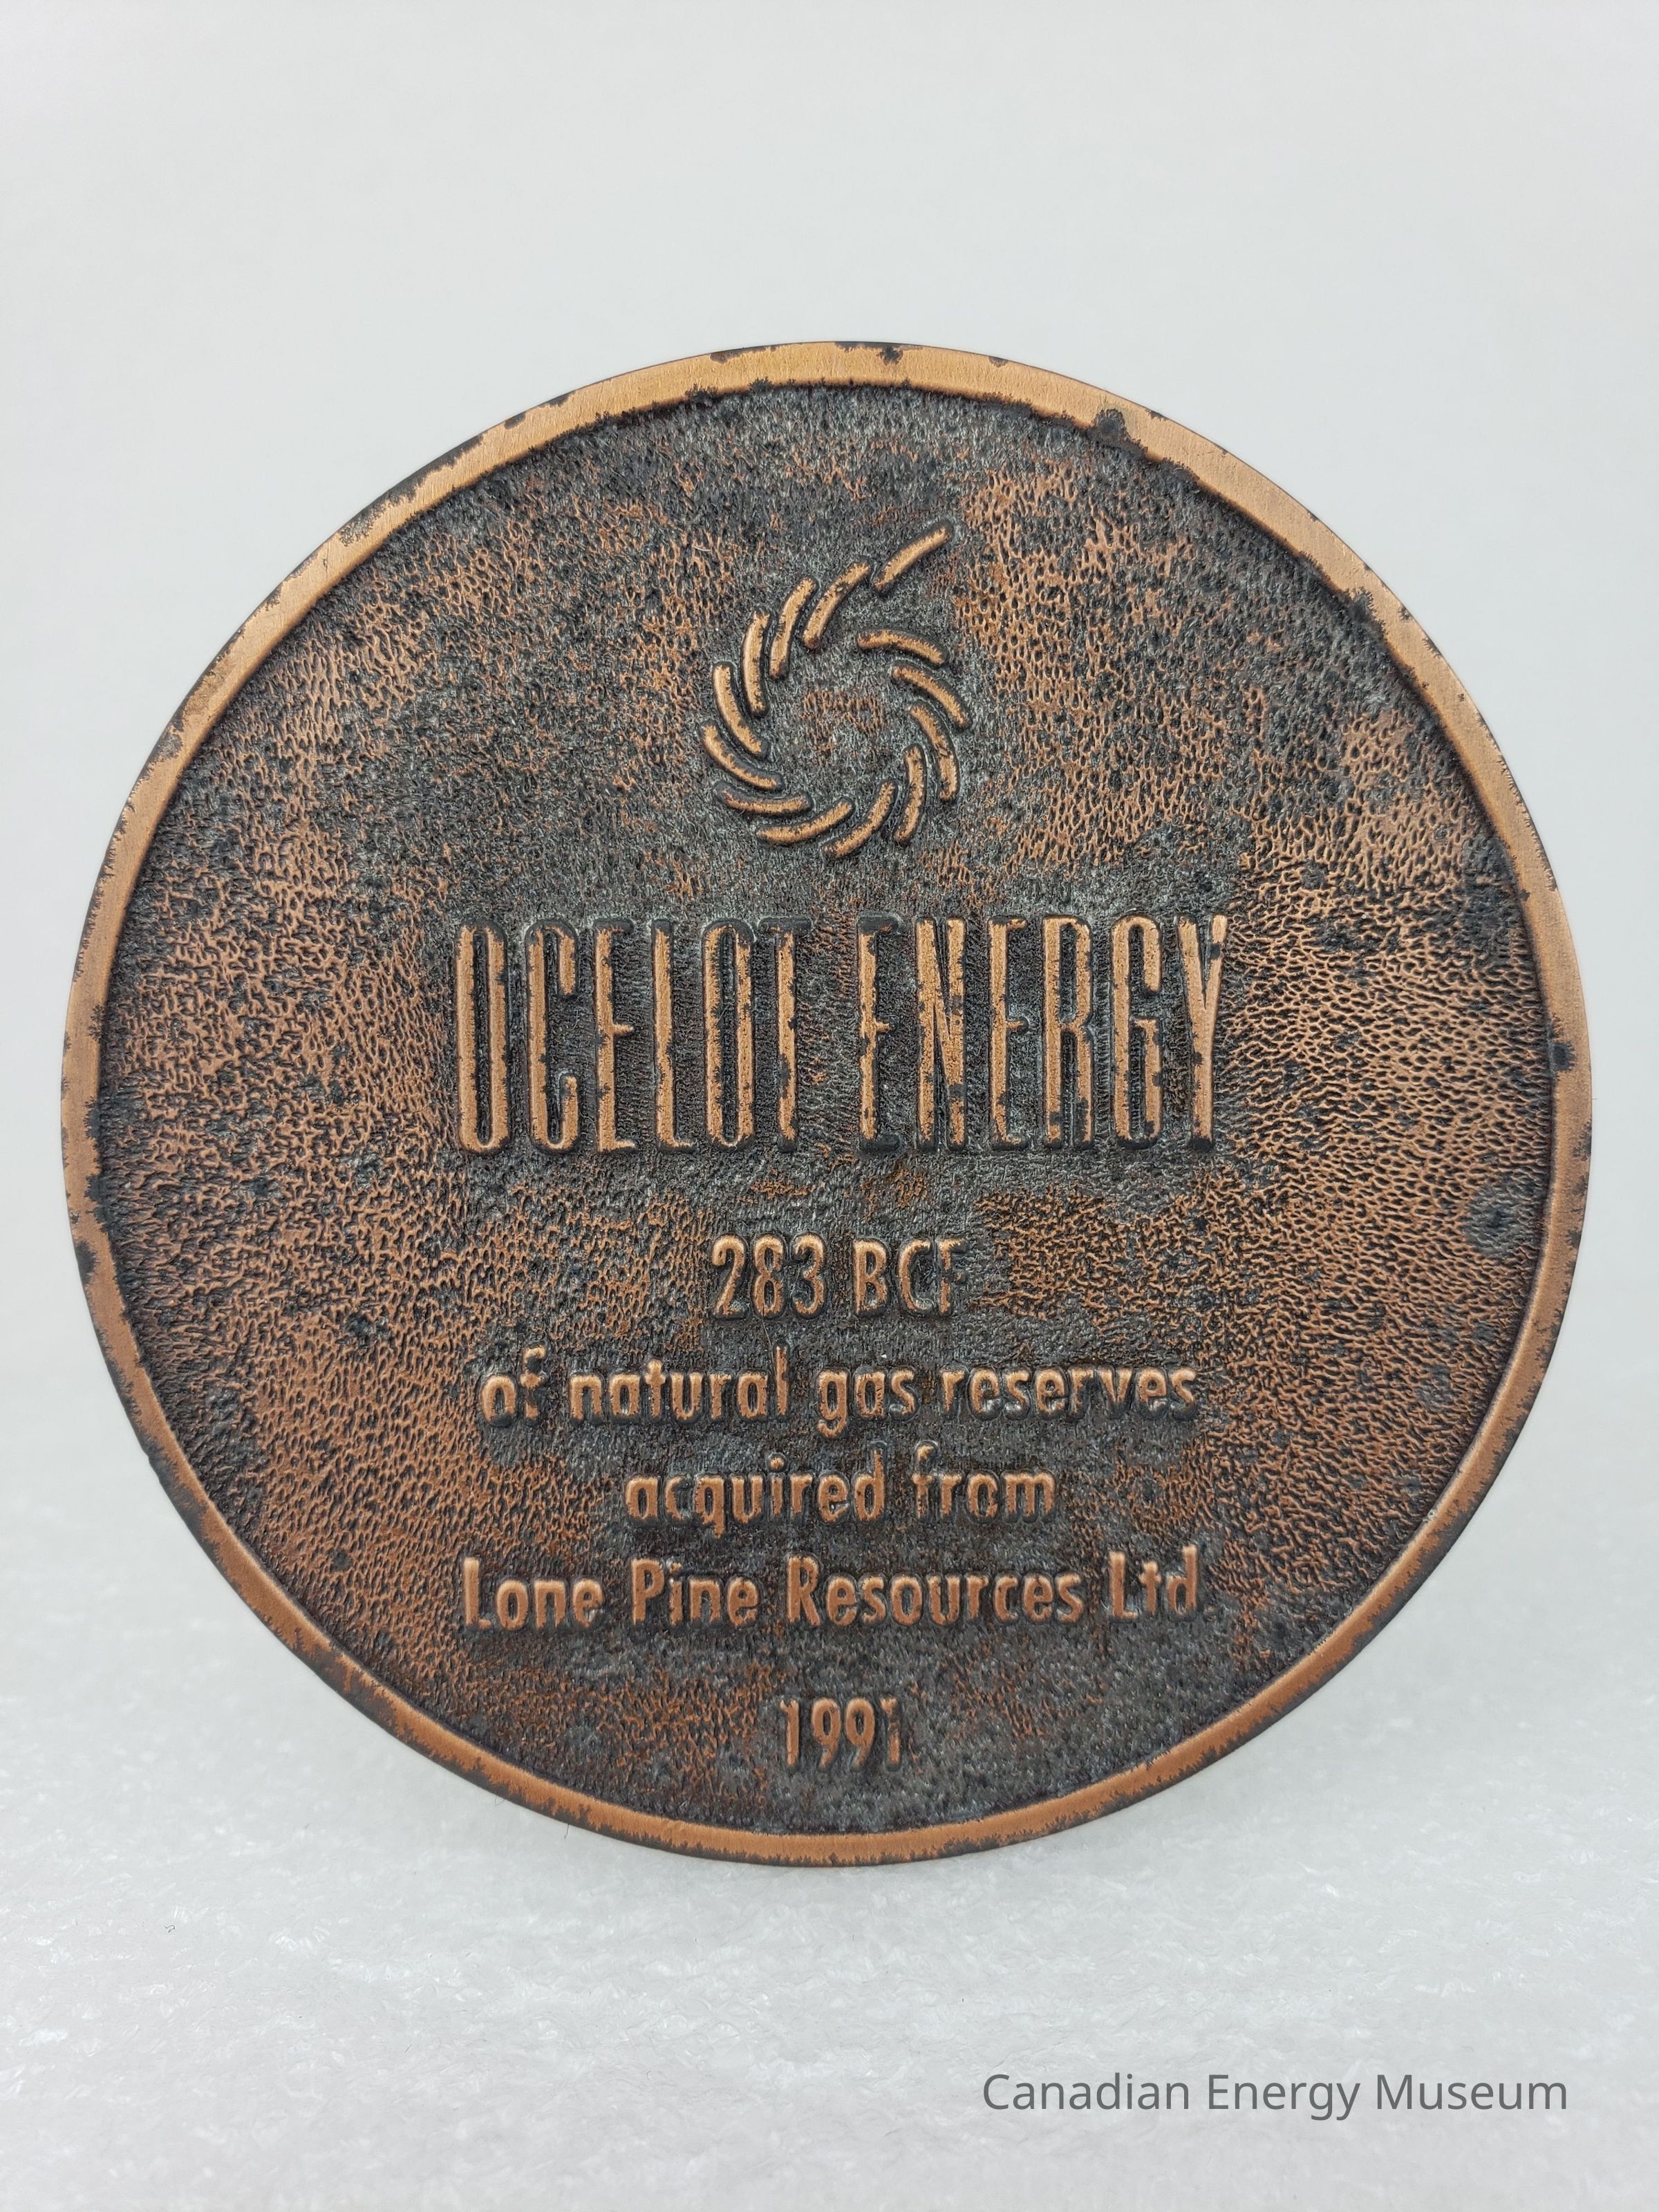 OCELOT ENERGY
283 BCF
of natural gas reserves
acquired from
Lone Pine Resources Ltd.
1991
Canadian Energy Museum